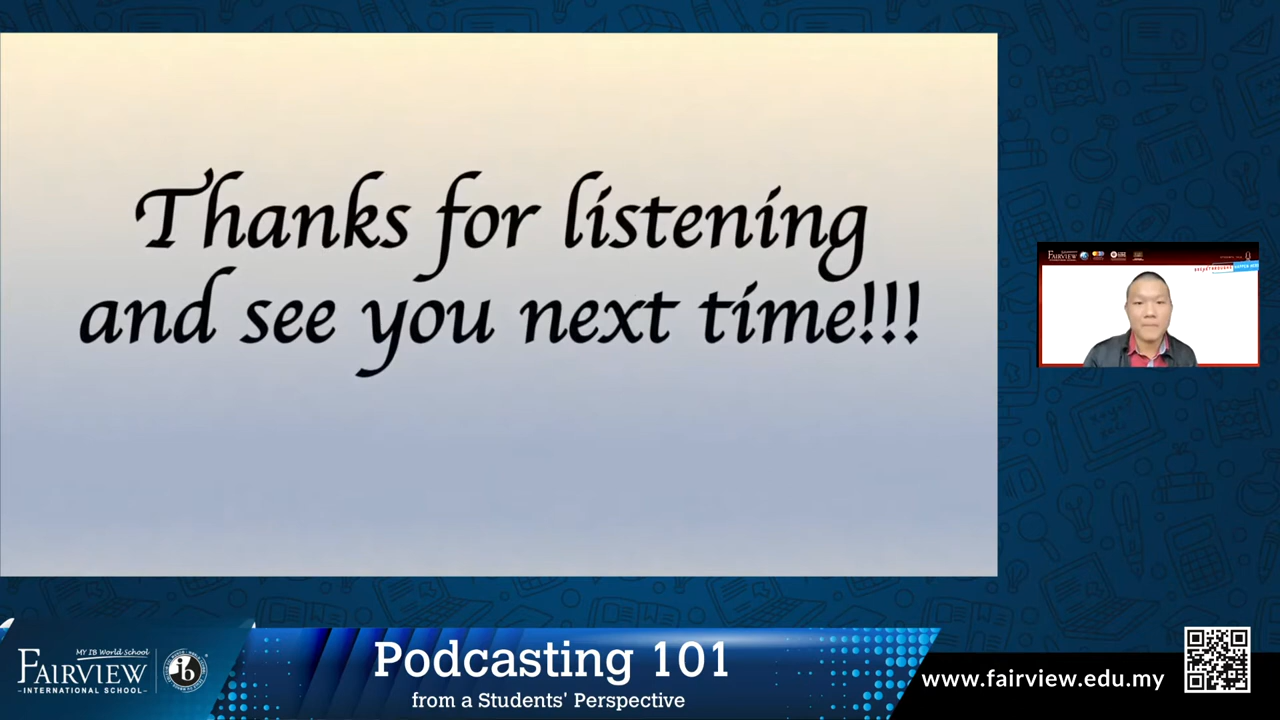 Thanks for listening
and see you next time!!!
FAIRVIEW
MY IB World School
FAIRVIEW
INTERNATIONAL SCHOOL
Podcasting 101
from a Students' Perspective
www.fairview.edu.my